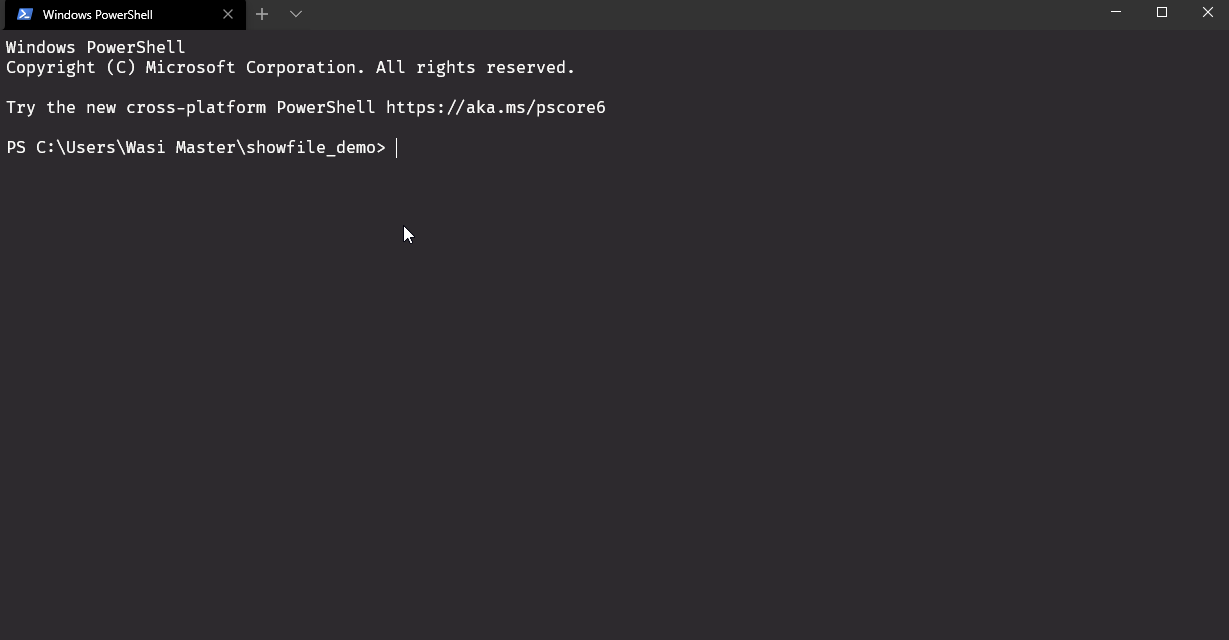 Windows PowerShell
Windows PowerShell
Copyright (C) Microsoft Corporation. All rights reserved.
Try the new cross-platform PowerShell https://aka.ms/pscore6
PS C:\Users\Wasi Master\showfile_demo>